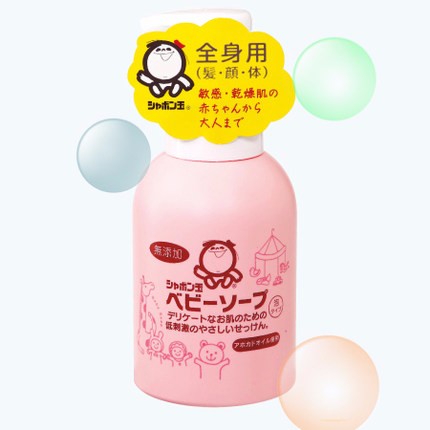 全身用
(髪・顔・体)
シャボン玉®
敏感・乾燥肌の
赤ちゃんから
大人まで
無添加
シャボン玉
ベビーソープ
泡タイプ
デリケートなお肌のための
低刺激のやさしいせっけん。
アボカドオイル使用